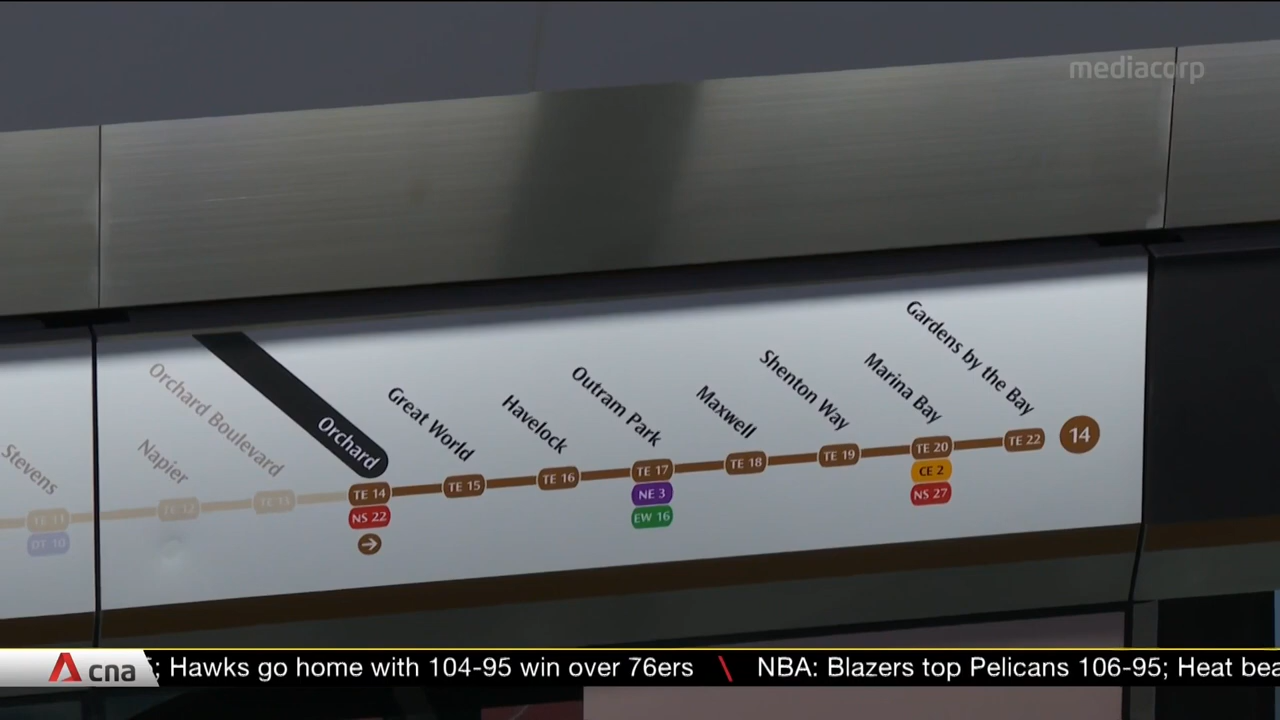 mediacorp
Stevens
Napier
Orchard Boulevard
Orchard
Great World
Havelock
Outram Park
Maxwell
Shenton Way
Marina Bay
Gardens by the Bay
TE 11
DT 10
TE 12
TE 13
TE 14
NS 22
TE 15
TE 16
TE 17
NE 3
EW 16
TE 18
TE 19
TE 20
CE 2
NS 27
TE 22
14
cna
; Hawks go home with 104-95 win over 76ers \ NBA: Blazers top Pelicans 106-95; Heat bea